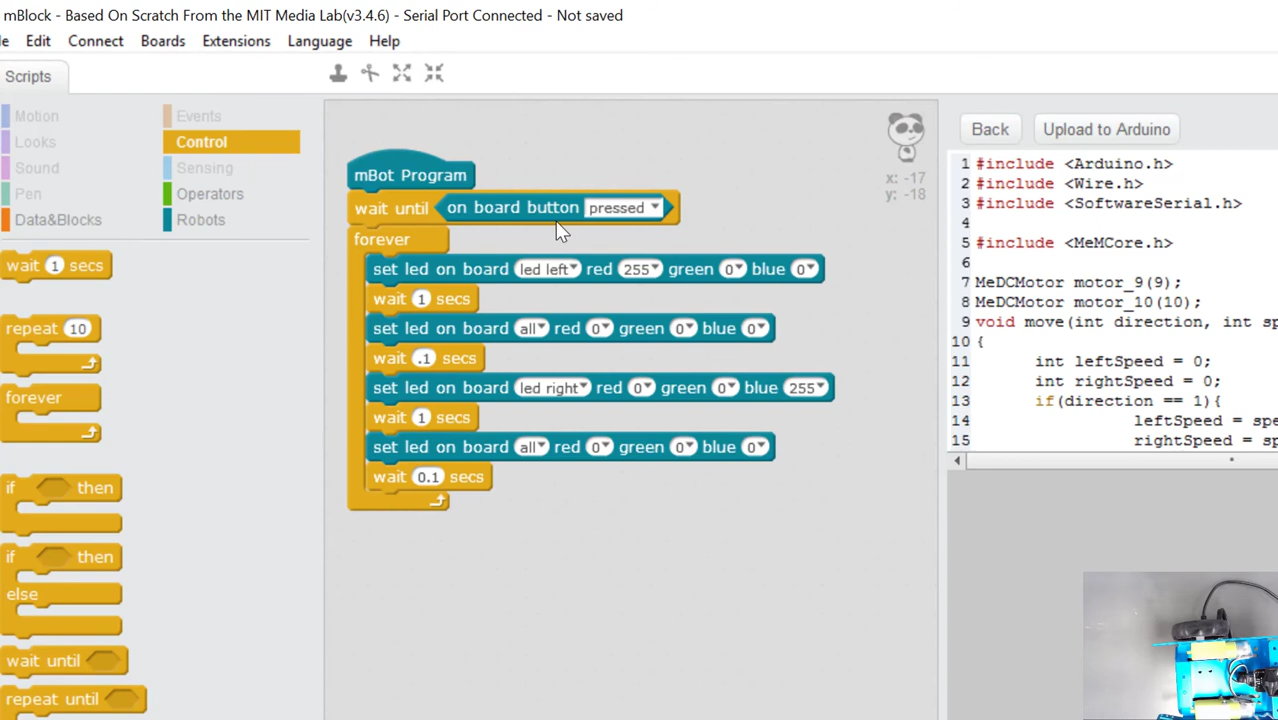 mBlock - Based On Scratch From the MIT Media Lab(v3.4.6) - Serial Port Connected - Not saved
Edit Connect Boards Extensions Language Help
Scripts
Motion Events
Looks Control
Sound Sensing
Pen Operators
Data&Blocks Robots
wait 1 secs
repeat 10
forever
if then
if then
else
wait until
repeat until
mBot Program
wait until on board button pressed
forever
set led on board led left red 255 green 0 blue 0
wait 1 secs
set led on board all red 0 green 0 blue 0
wait .1 secs
set led on board led right red 0 green 0 blue 255
wait 1 secs
set led on board all red 0 green 0 blue 0
wait 0.1 secs
x: -17
y: -18
Back Upload to Arduino
1 #include <Arduino.h>
2 #include <Wire.h>
3 #include <SoftwareSerial.h>
4
5 #include <MeMCore.h>
6
7 MeDCMotor motor_9(9);
8 MeDCMotor motor_10(10);
9 void move(int direction, int sp
10 {
11 int leftSpeed = 0;
12 int rightSpeed = 0;
13 if(direction == 1){
14 leftSpeed = spe
15 rightSpeed = sp